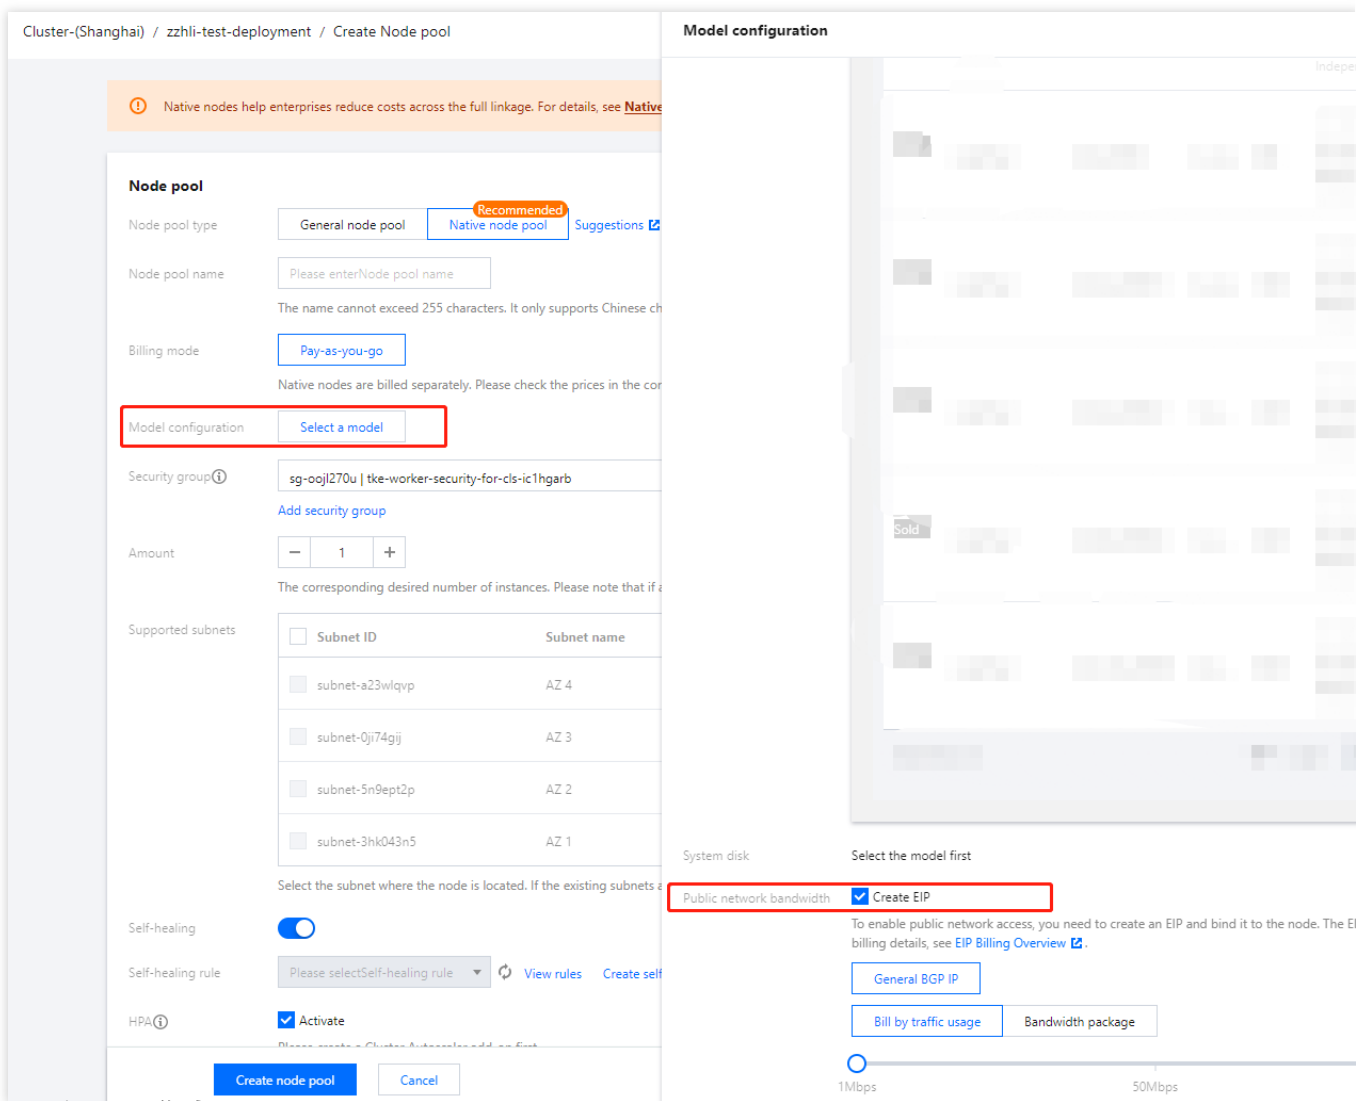 Cluster-(Shanghai) / zzhli-test-deployment / Create Node pool
Native nodes help enterprises reduce costs across the full linkage. For details, see Native
Node pool
Node pool type
General node pool
Recommended
Native node pool
Suggestions
Node pool name
Please enterNode pool name
The name cannot exceed 255 characters. It only supports Chinese ch
Billing mode
Pay-as-you-go
Native nodes are billed separately. Please check the prices in the cor
Model configuration
Select a model
Security group
sg-oojl270u | tke-worker-security-for-cls-ic1hgarb
Add security group
Amount
1
The corresponding desired number of instances. Please note that if a
Supported subnets
Subnet ID
Subnet name
subnet-a23wlqvp
AZ 4
subnet-0ji74gij
AZ 3
subnet-5n9ept2p
AZ 2
subnet-3hk043n5
AZ 1
Select the subnet where the node is located. If the existing subnets a
Self-healing
Self-healing rule
Please selectSelf-healing rule
View rules
Create self
HPA
Activate
Create node pool
Cancel
Model configuration
Indeper
Sold
System disk
Select the model first
Public network bandwidth
Create EIP
To enable public network access, you need to create an EIP and bind it to the node. The EI
billing details, see EIP Billing Overview .
General BGP IP
Bill by traffic usage
Bandwidth package
1Mbps
50Mbps